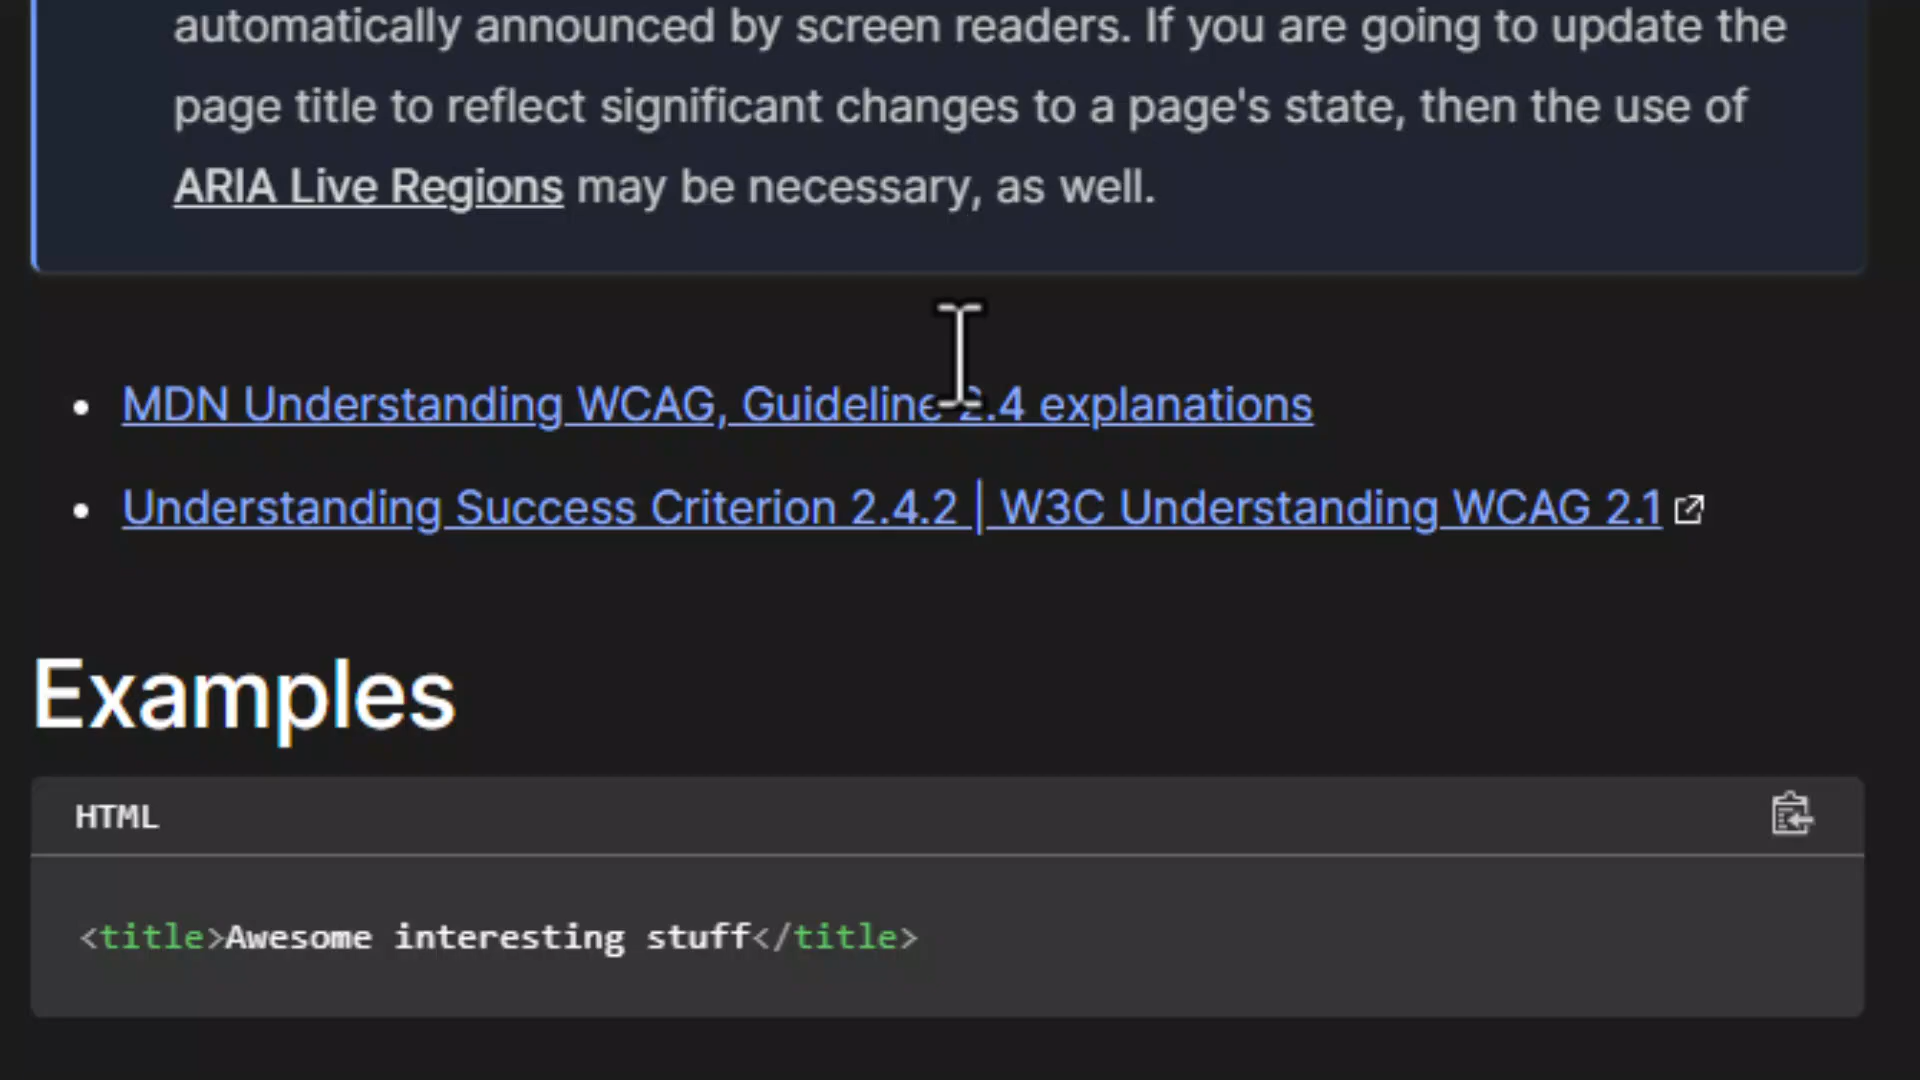 automatically announced by screen readers. If you are going to update the
page title to reflect significant changes to a page's state, then the use of
ARIA Live Regions may be necessary, as well.
MDN Understanding WCAG, Guideline 2.4 explanations
Understanding Success Criterion 2.4.2 | W3C Understanding WCAG 2.1
Examples
HTML
<title>Awesome interesting stuff</title>